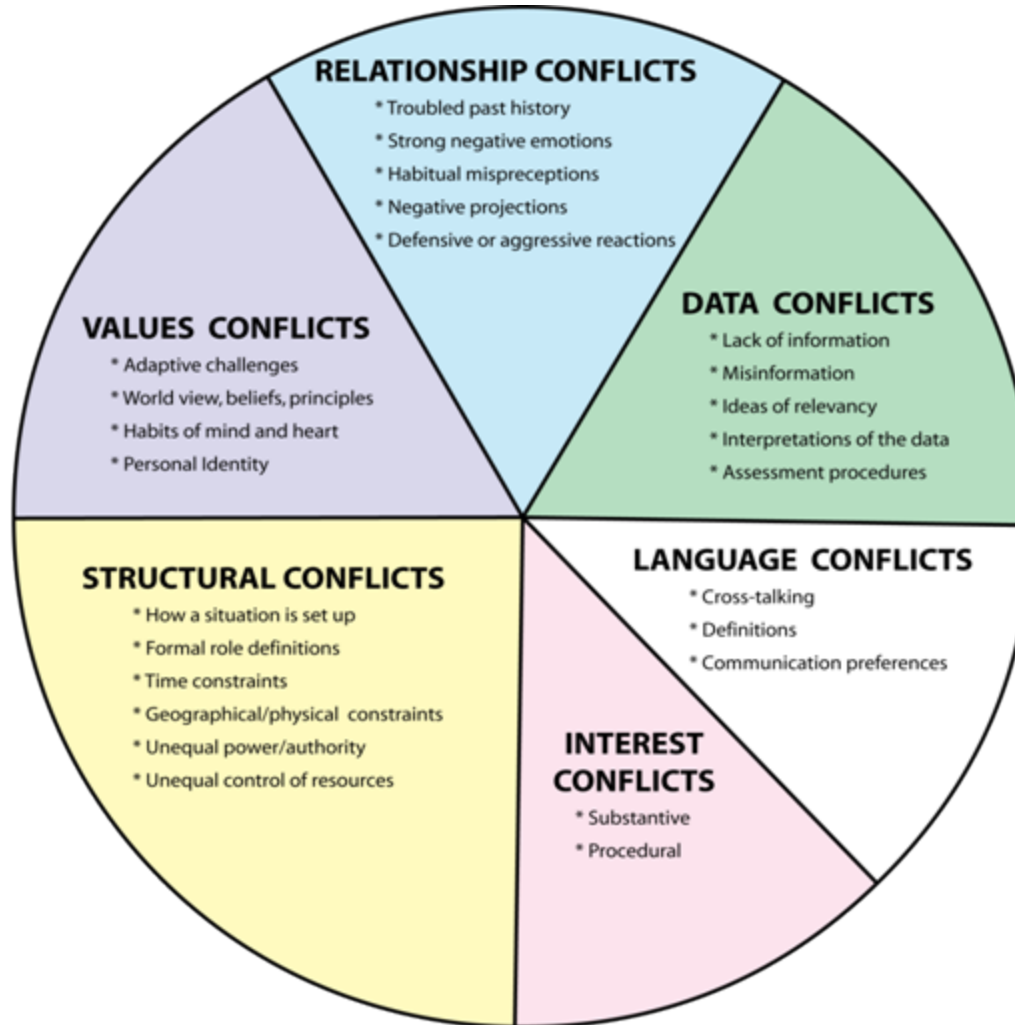 RELATIONSHIP CONFLICTS
* Troubled past history
* Strong negative emotions
* Habitual mispreceptions
* Negative projections
* Defensive or aggressive reactions
DATA CONFLICTS
* Lack of information
* Misinformation
* Ideas of relevancy
* Interpretations of the data
* Assessment procedures
LANGUAGE CONFLICTS
* Cross-talking
* Definitions
* Communication preferences
INTEREST
CONFLICTS
* Substantive
* Procedural
STRUCTURAL CONFLICTS
* How a situation is set up
* Formal role definitions
* Time constraints
* Geographical/physical constraints
* Unequal power/authority
* Unequal control of resources
VALUES CONFLICTS
* Adaptive challenges
* World view, beliefs, principles
* Habits of mind and heart
* Personal Identity